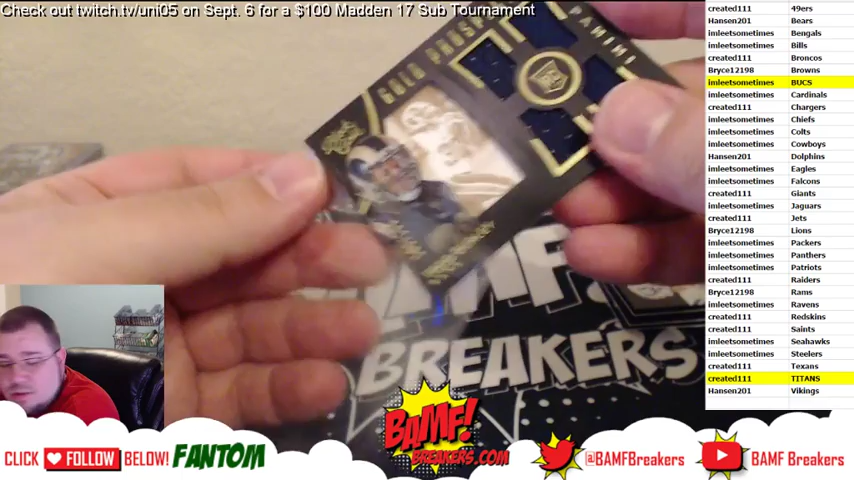 Check out twitch.tv/uni05 on Sept. 6 for a $100 Madden 17 Sub Tournament
GOLD PROSP
PANINI
BREAKERS
created111 49ers
Hansen201 Bears
imleetsometimes Bengals
imleetsometimes Bills
created111 Broncos
Bryce12198 Browns
imleetsometimes BUCS
imleetsometimes Cardinals
created111 Chargers
imleetsometimes Chiefs
imleetsometimes Colts
imleetsometimes Cowboys
Hansen201 Dolphins
imleetsometimes Eagles
imleetsometimes Falcons
created111 Giants
imleetsometimes Jaguars
created111 Jets
Bryce12198 Lions
imleetsometimes Packers
imleetsometimes Panthers
imleetsometimes Patriots
created111 Raiders
Bryce12198 Rams
imleetsometimes Ravens
created111 Redskins
created111 Saints
imleetsometimes Seahawks
imleetsometimes Steelers
created111 Texans
created111 TITANS
Hansen201 Vikings
CLICK FOLLOW BELOW! FANTOM
BAMF!
BREAKERS.COM
@BAMFBreakers
BAMF Breakers